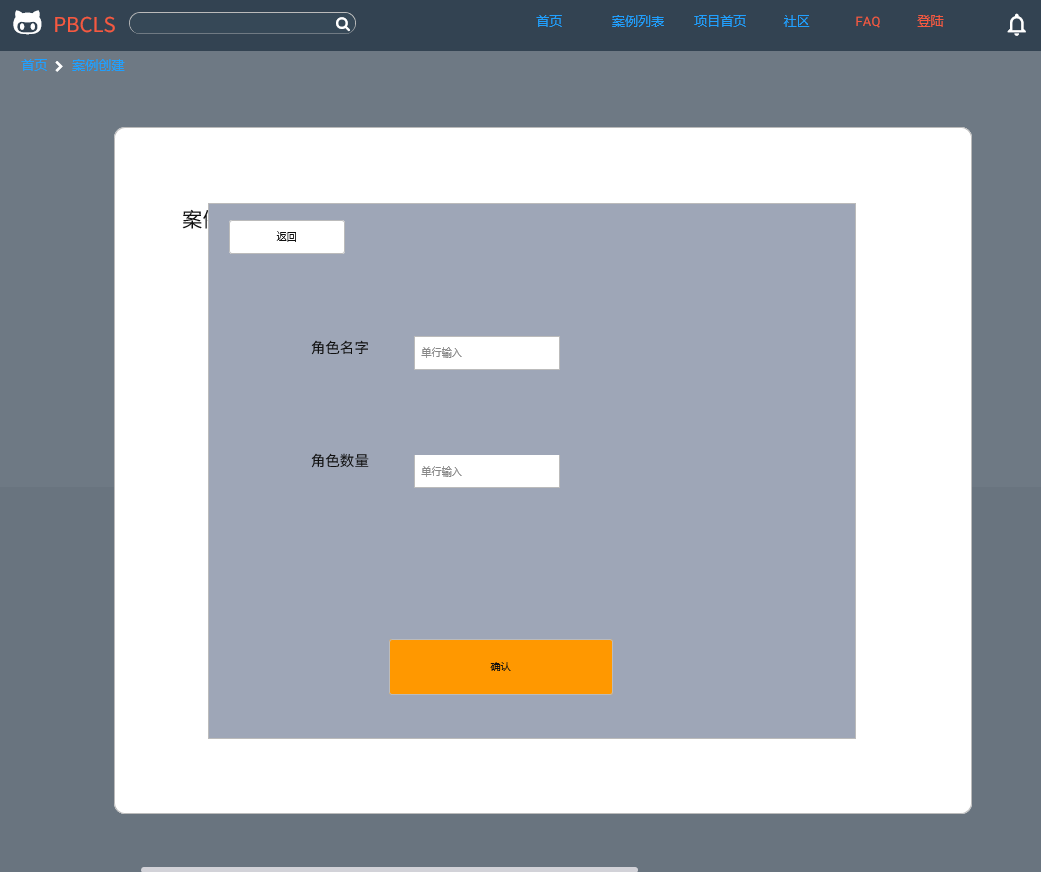 PBCLS
首页 案例列表 项目首页 社区 FAQ 登陆
首页 案例创建
案
返回
角色名字 单行输入
角色数量 单行输入
确认